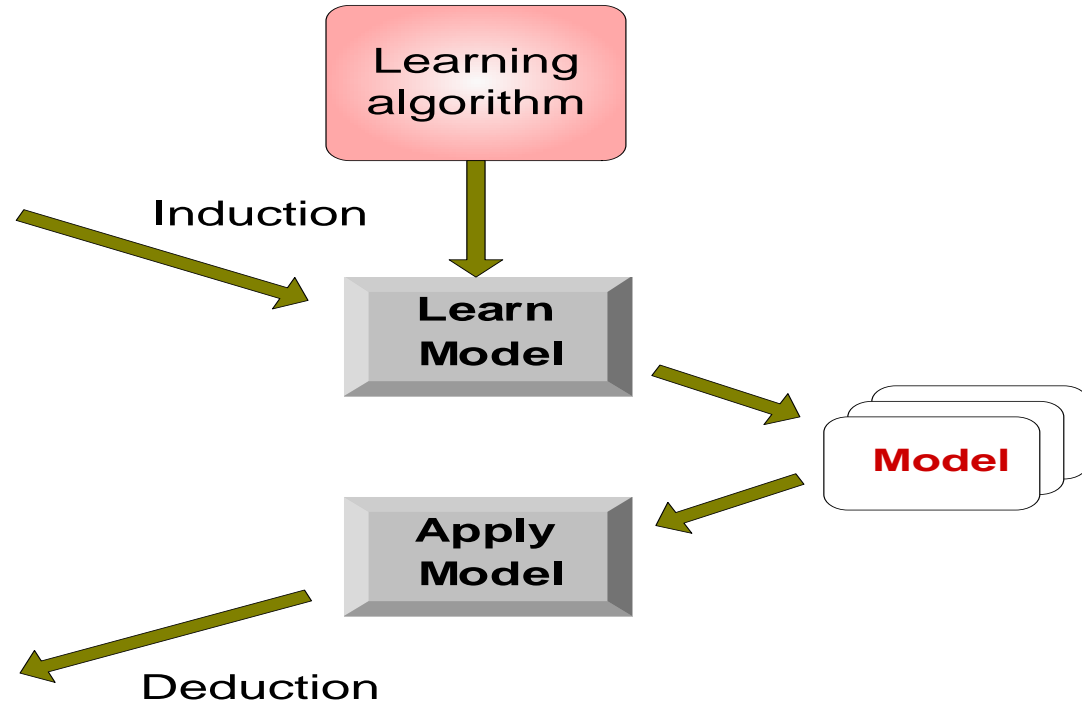 Learning
algorithm
Induction
Learn
Model
Model
Apply
Model
Deduction